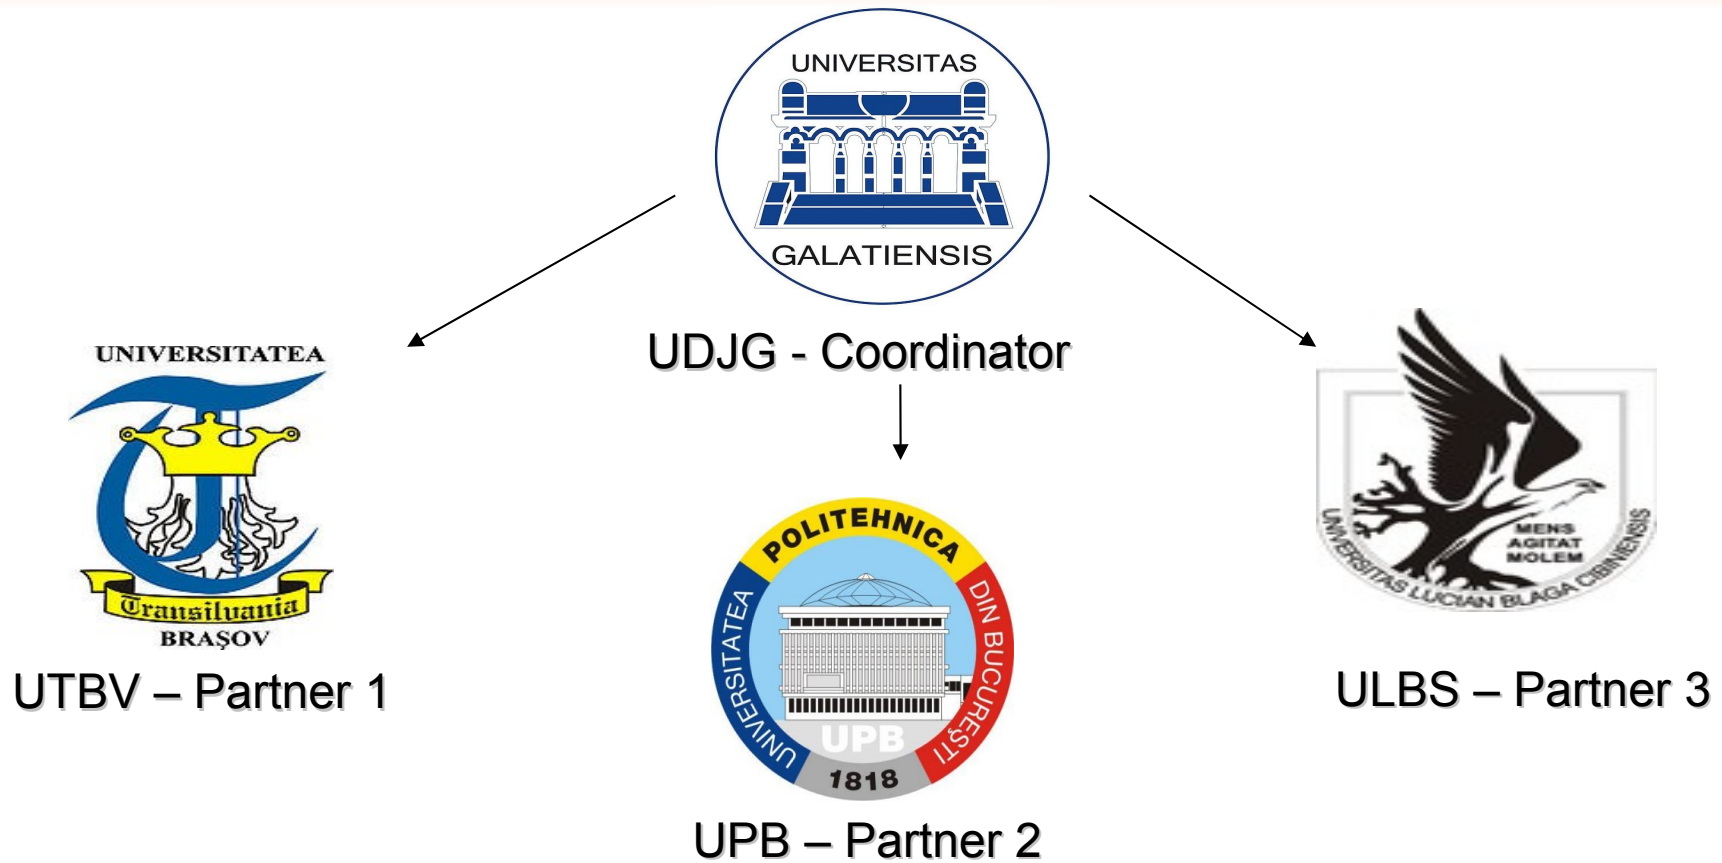 UNIVERSITAS
GALATIENSIS
UDJG - Coordinator
UNIVERSITATEA
Transilvania
BRAŞOV
UTBV – Partner 1
POLITEHNICA
UNIVERSITATEA
DIN BUCUREŞTI
UPB
1818
UPB – Partner 2
MENS
AGITAT
MOLEM
UNIVERSITAS LUCIAN BLAGA CIBINIENSIS
ULBS – Partner 3